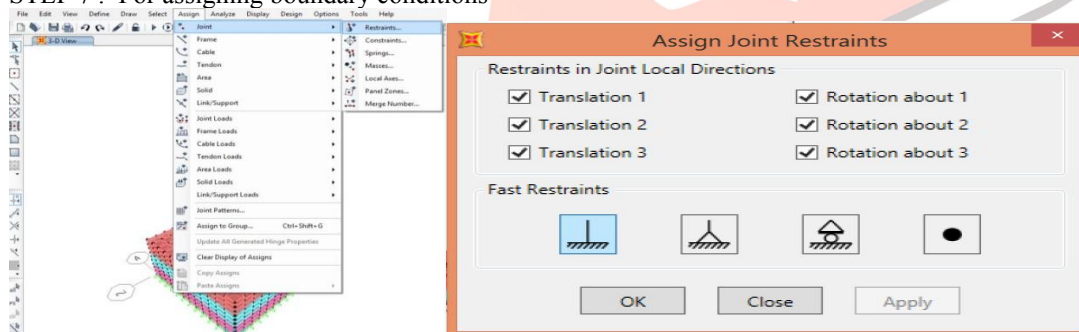 STEP 7 : For assigning boundary conditions
File Edit View Define Draw Select Assign Analyze Display Design Options Tools Help
3-D View
Joint
Frame
Cable
Tendon
Area
Solid
Link/Support
Joint Loads
Frame Loads
Cable Loads
Tendon Loads
Area Loads
Solid Loads
Link/Support Loads
Joint Patterns...
Assign to Group... Ctrl+Shift+G
Update All Generated Hinge Properties
Clear Display of Assigns
Copy Assigns
Paste Assigns
Restraints...
Constraints...
Springs...
Masses...
Local Axes...
Panel Zones...
Merge Number...
Assign Joint Restraints
Restraints in Joint Local Directions
Translation 1 Rotation about 1
Translation 2 Rotation about 2
Translation 3 Rotation about 3
Fast Restraints
OK Close Apply